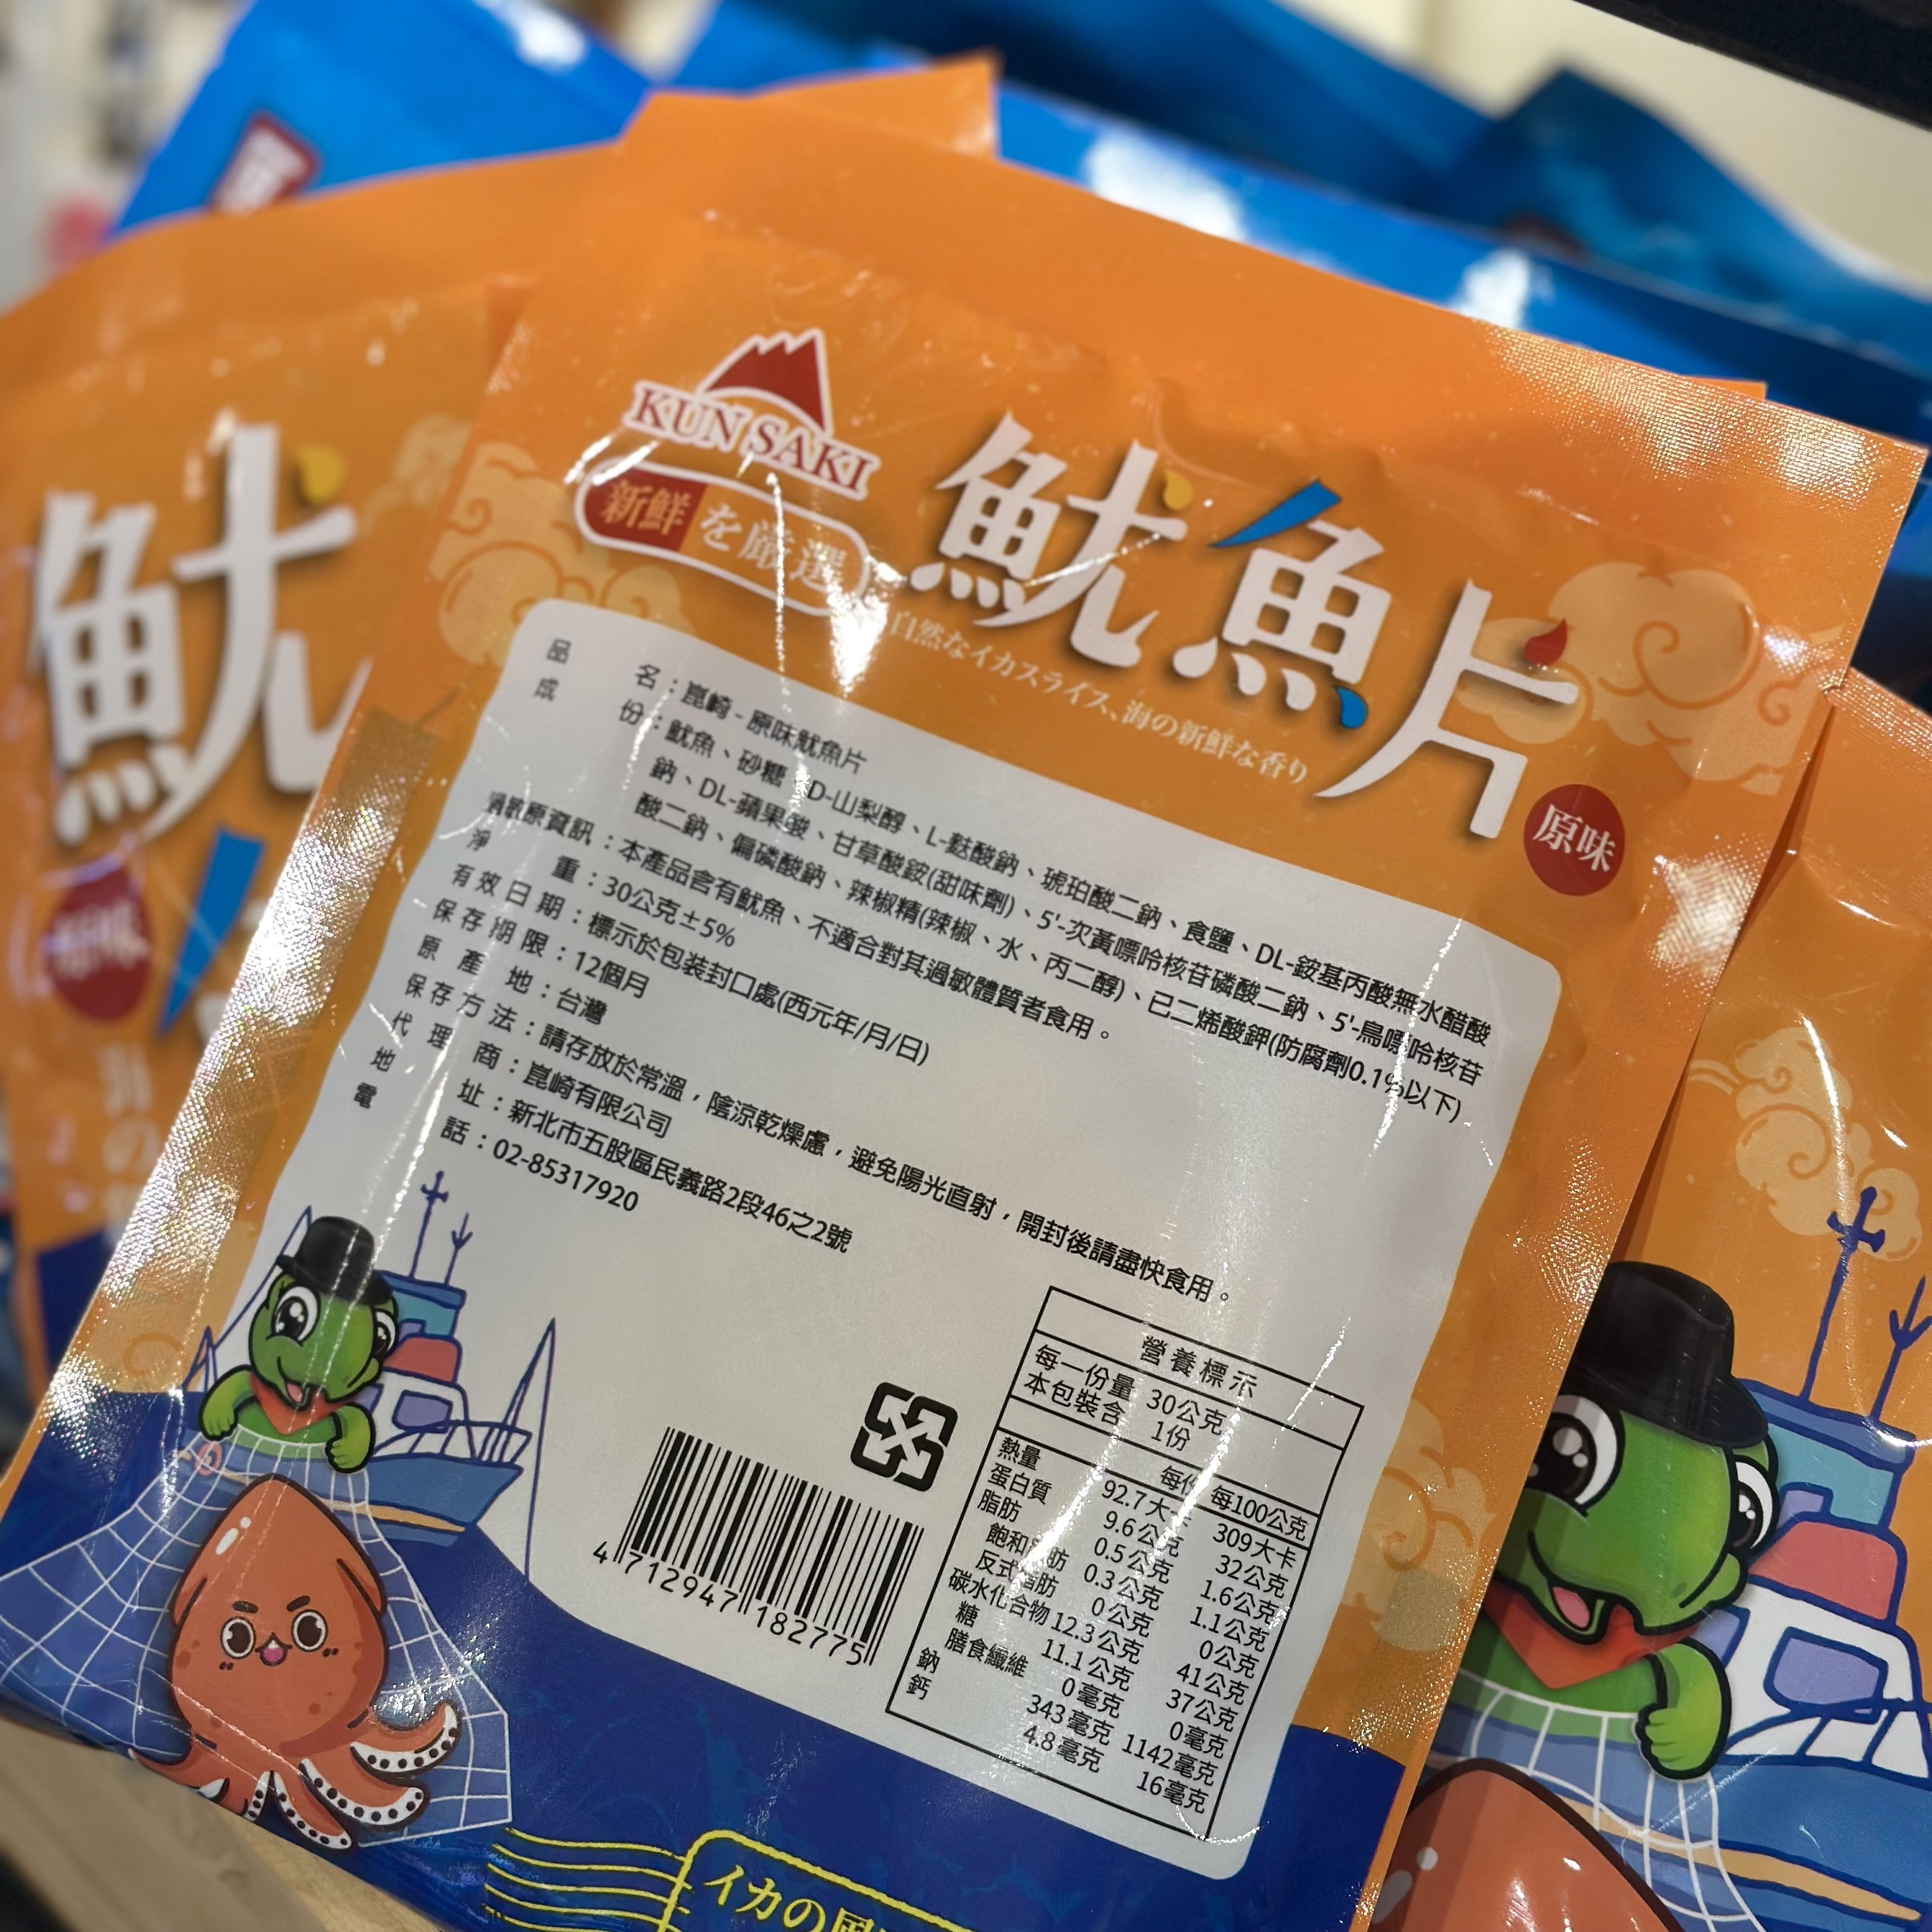 KUN SAKI
新鮮を厳選
魷魚片
自然なイカスライス、海の新鮮な香り
原味
品名：崑崎-原味魷魚片
成份：魷魚、砂糖、D-山梨醇、L-麩酸鈉、琥珀酸二鈉、食鹽、DL-銨基丙酸無水醋酸
鈉、DL-蘋果酸、甘草酸銨(甜味劑)、5'-次黃嘌呤核苷磷酸二鈉、5'-鳥嘌呤核苷
酸二鈉、偏磷酸鈉、辣椒精(辣椒、水、丙二醇)、已二烯酸鉀(防腐劑0.1%以下)
過敏原資訊：本產品含有魷魚、不適合對其過敏體質者食用。
淨重：30公克±5%
有效日期：標示於包裝封口處(西元年/月/日)
保存期限：12個月
原產地：台灣
保存方法：請存放於常溫，陰涼乾燥處，避免陽光直射，開封後請盡快食用。
代理商：崑崎有限公司
地址：新北市五股區民義路2段46之2號
電話：02-85317920
營養標示
每一份量 30公克
本包裝含 1份
每份 每100公克
熱量 92.7大卡 309大卡
蛋白質 9.6公克 32公克
脂肪 0.5公克 1.6公克
飽和脂肪 0.3公克 1.1公克
反式脂肪 0公克 0公克
碳水化合物 12.3公克 41公克
糖 11.1公克 37公克
膳食纖維 0毫克 0毫克
鈉 343毫克 1142毫克
鈣 4.8毫克 16毫克
4 712947 182775
イカの
魷
原味